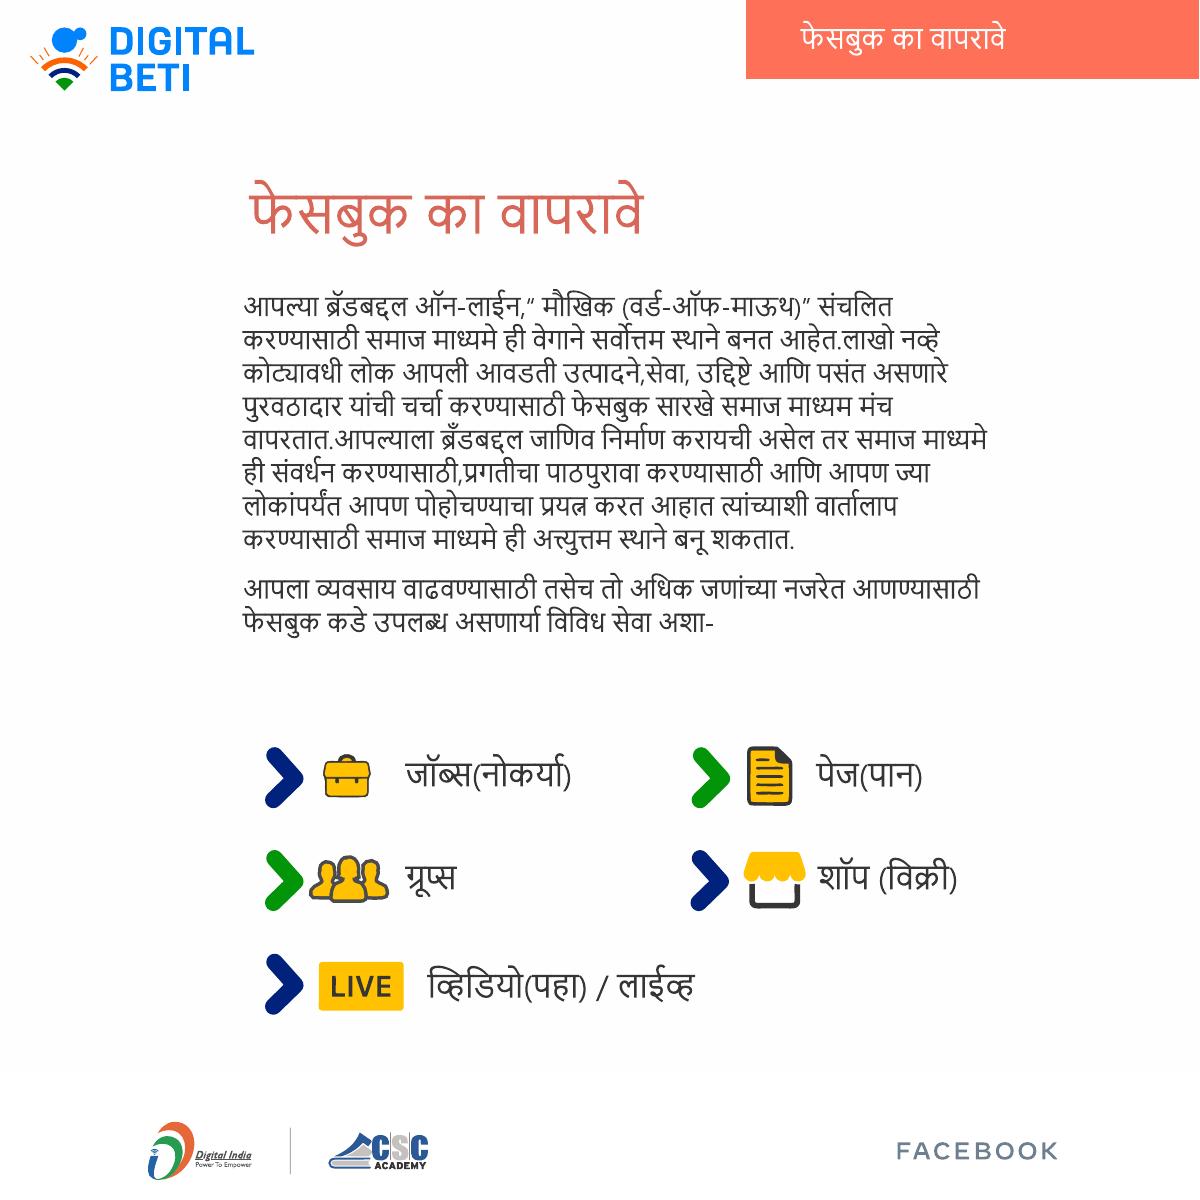 DIGITAL
BETI
फेसबुक का वापरावे
फेसबुक का वापरावे
आपल्या ब्रॅडबद्दल ऑन-लाईन,“ मौखिक (वर्ड-ऑफ-माऊथ)” संचलित
करण्यासाठी समाज माध्यमे ही वेगाने सर्वोत्तम स्थाने बनत आहेत.लाखो नव्हे
कोट्यावधी लोक आपली आवडती उत्पादने,सेवा, उद्दिष्टे आणि पसंत असणारे
पुरवठादार यांची चर्चा करण्यासाठी फेसबुक सारखे समाज माध्यम मंच
वापरतात.आपल्याला ब्रँडबद्दल जाणिव निर्माण करायची असेल तर समाज माध्यमे
ही संवर्धन करण्यासाठी,प्रगतीचा पाठपुरावा करण्यासाठी आणि आपण ज्या
लोकांपर्यंत आपण पोहोचण्याचा प्रयत्न करत आहात त्यांच्याशी वार्तालाप
करण्यासाठी समाज माध्यमे ही अत्त्युत्तम स्थाने बनू शकतात.
आपला व्यवसाय वाढवण्यासाठी तसेच तो अधिक जणांच्या नजरेत आणण्यासाठी
फेसबुक कडे उपलब्ध असणार्या विविध सेवा अशा-
जॉब्स(नोकर्या)
पेज(पान)
ग्रूप्स
शॉप (विक्री)
LIVE व्हिडियो(पहा) / लाईव्ह
Digital India
Power To Empower
CSC
ACADEMY
FACEBOOK